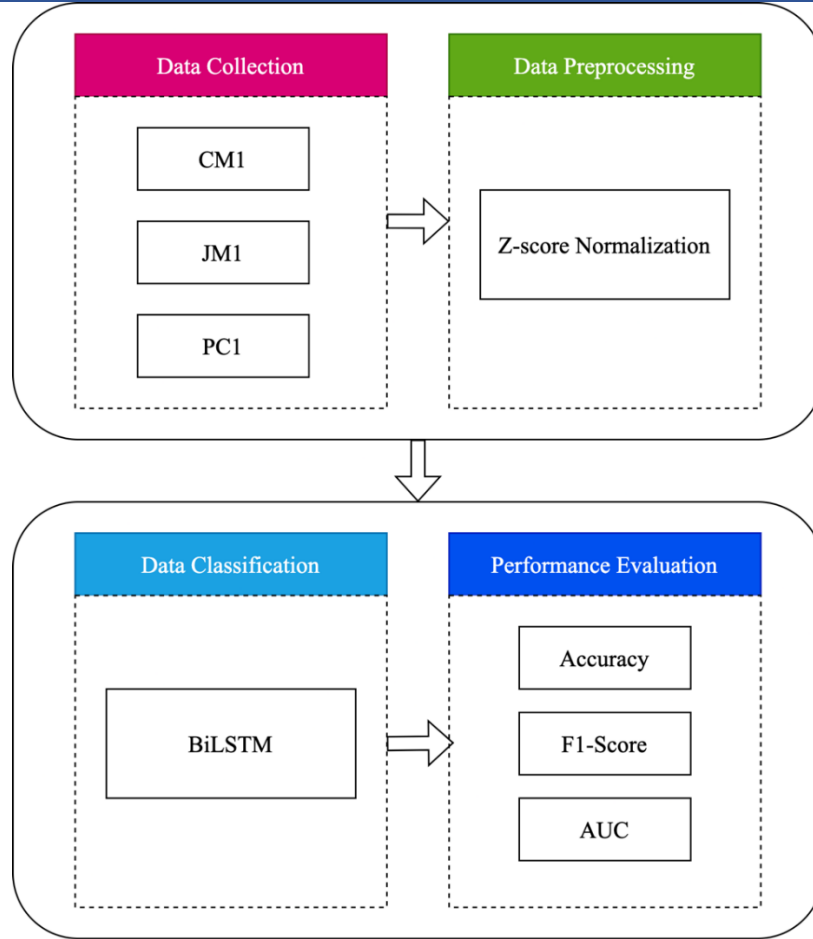 Data Collection
CM1
JM1
PC1
Data Preprocessing
Z-score Normalization
Data Classification
BiLSTM
Performance Evaluation
Accuracy
F1-Score
AUC